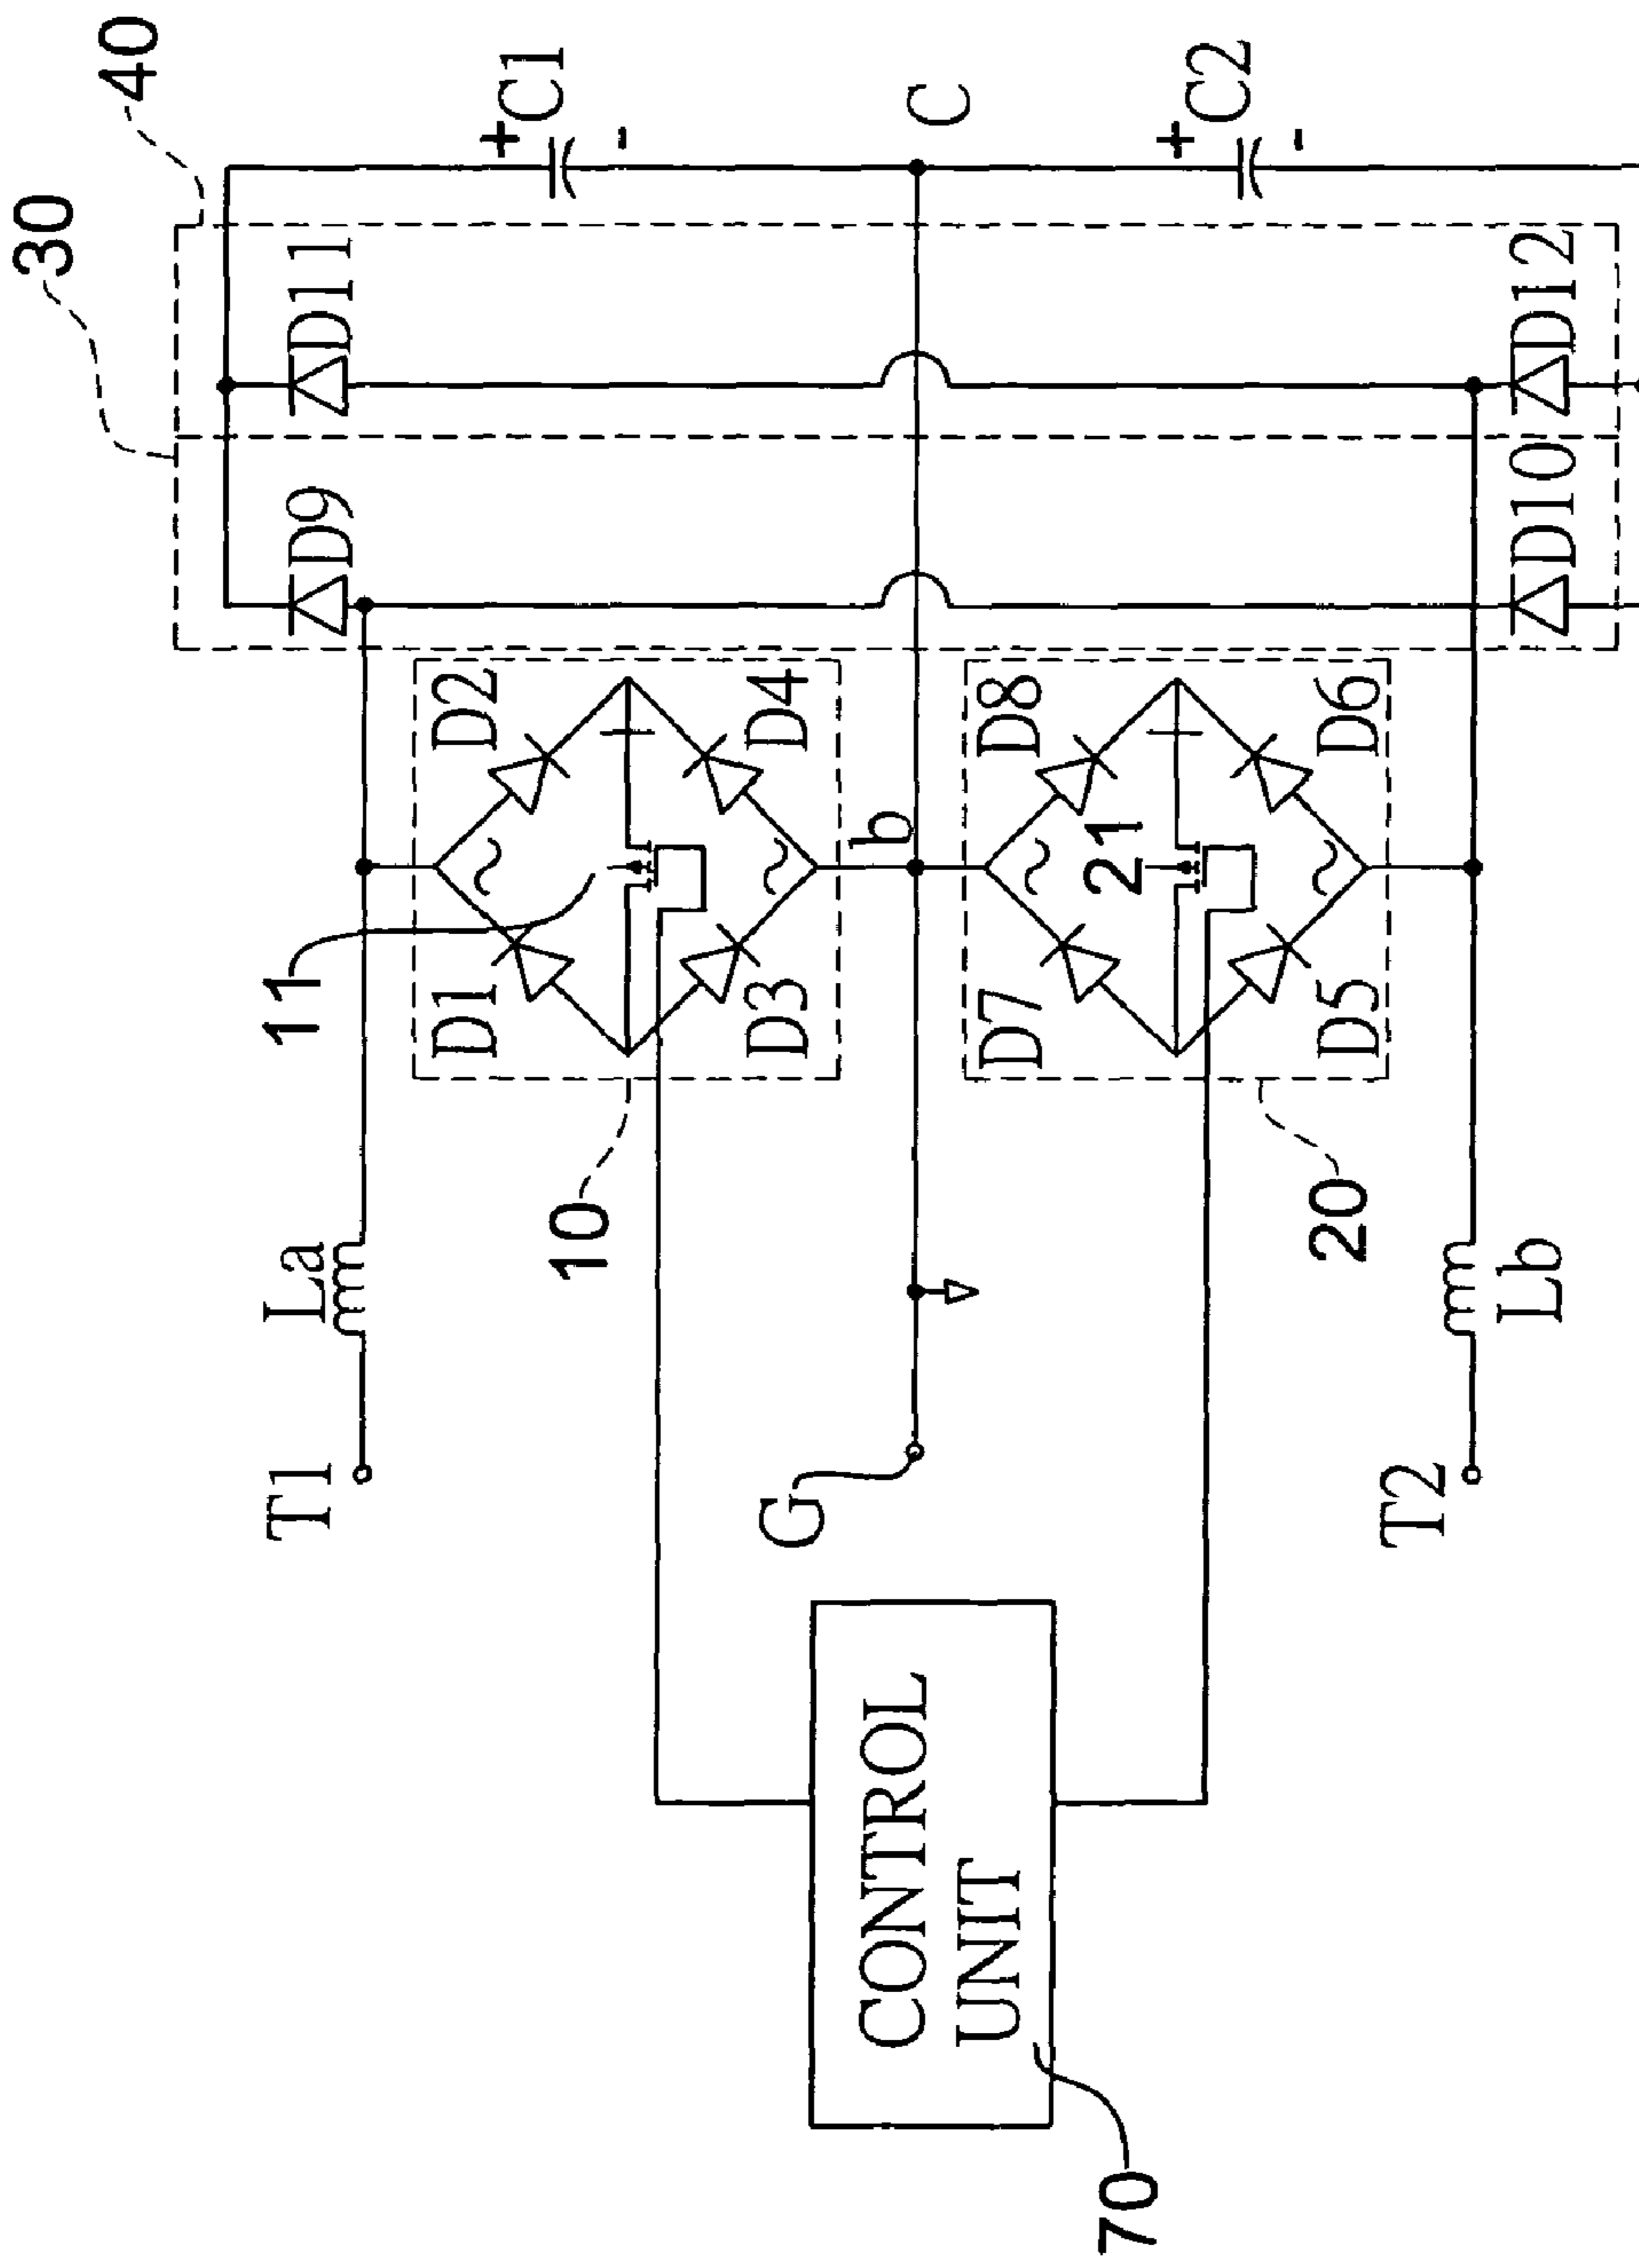 30
40
D9
D11
+
C1
-
La
T1
11
D1
D2
10
D3
D4
G
b
C
D7
D8
21
+
C2
-
20
D5
D6
Lb
T2
D10
D12
CONTROL
UNIT
70